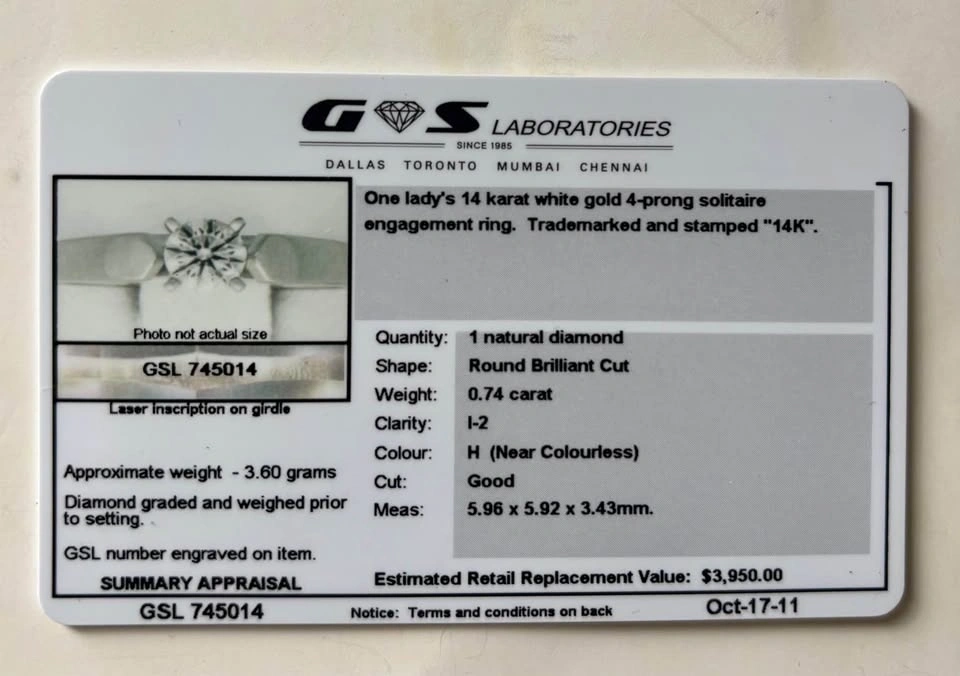 GS LABORATORIES
SINCE 1985
DALLAS TORONTO MUMBAI CHENNAI
One lady's 14 karat white gold 4-prong solitaire
engagement ring. Trademarked and stamped "14K".
Photo not actual size
GSL 745014
Laser inscription on girdle
Quantity: 1 natural diamond
Shape: Round Brilliant Cut
Weight: 0.74 carat
Clarity: I-2
Colour: H (Near Colourless)
Cut: Good
Meas: 5.96 x 5.92 x 3.43mm.
Approximate weight - 3.60 grams
Diamond graded and weighed prior
to setting.
GSL number engraved on item.
SUMMARY APPRAISAL
Estimated Retail Replacement Value: $3,950.00
GSL 745014
Notice: Terms and conditions on back
Oct-17-11